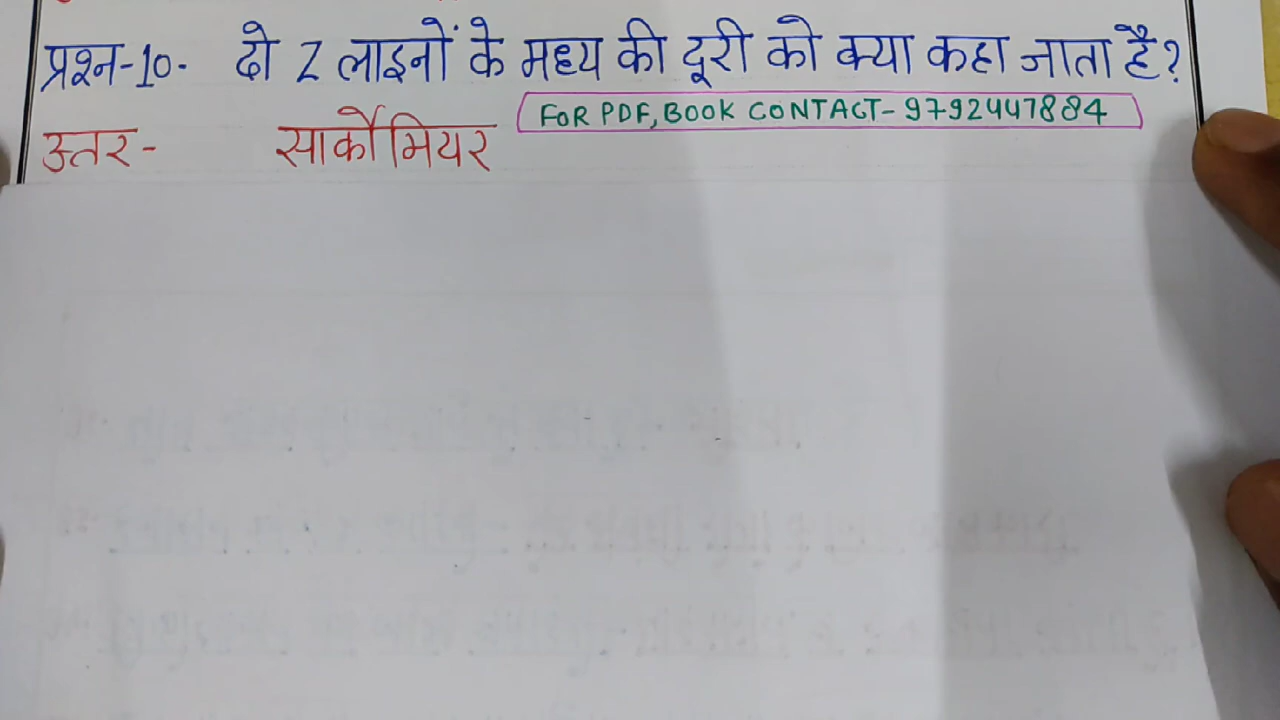 प्रश्न-10- दो Z लाइनों के मध्य की दूरी को क्या कहा जाता है?
FOR PDF, BOOK CONTACT- 9792447884
उत्तर- सार्कोमियर